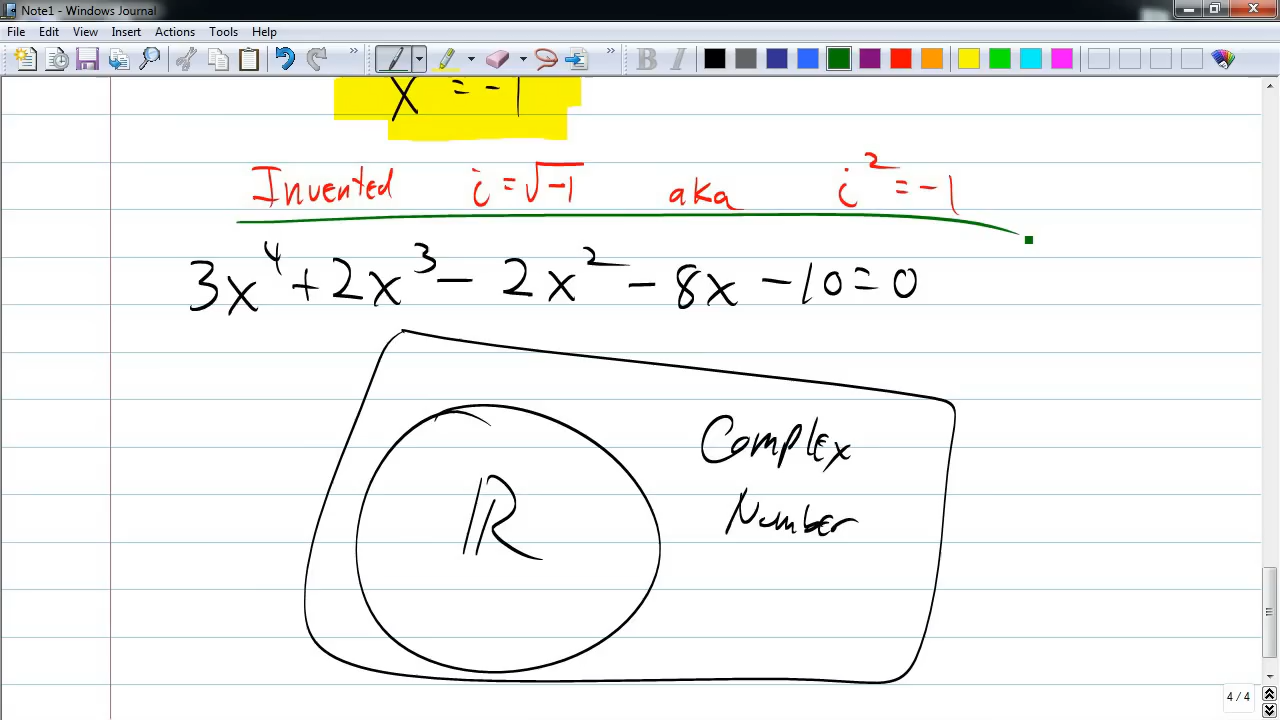 Note1 - Windows Journal
File Edit View Insert Actions Tools Help
x = -1
Invented i = √-1 aka i² = -1
3x⁴ + 2x³ - 2x² - 8x - 10 = 0
Complex
ℝ
Number
4 / 4